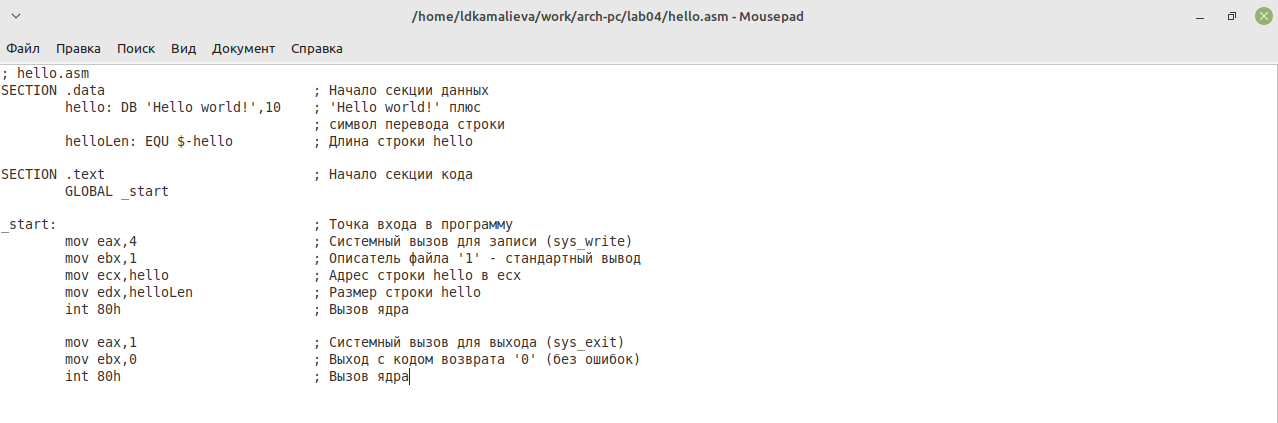 /home/ldkamalieva/work/arch-pc/lab04/hello.asm - Mousepad
Файл Правка Поиск Вид Документ Справка
; hello.asm
SECTION .data ; Начало секции данных
hello: DB 'Hello world!',10 ; 'Hello world!' плюс
; символ перевода строки
helloLen: EQU $-hello ; Длина строки hello
SECTION .text ; Начало секции кода
GLOBAL _start
_start: ; Точка входа в программу
mov eax,4 ; Системный вызов для записи (sys_write)
mov ebx,1 ; Описатель файла '1' - стандартный вывод
mov ecx,hello ; Адрес строки hello в ecx
mov edx,helloLen ; Размер строки hello
int 80h ; Вызов ядра
mov eax,1 ; Системный вызов для выхода (sys_exit)
mov ebx,0 ; Выход с кодом возврата '0' (без ошибок)
int 80h ; Вызов ядра